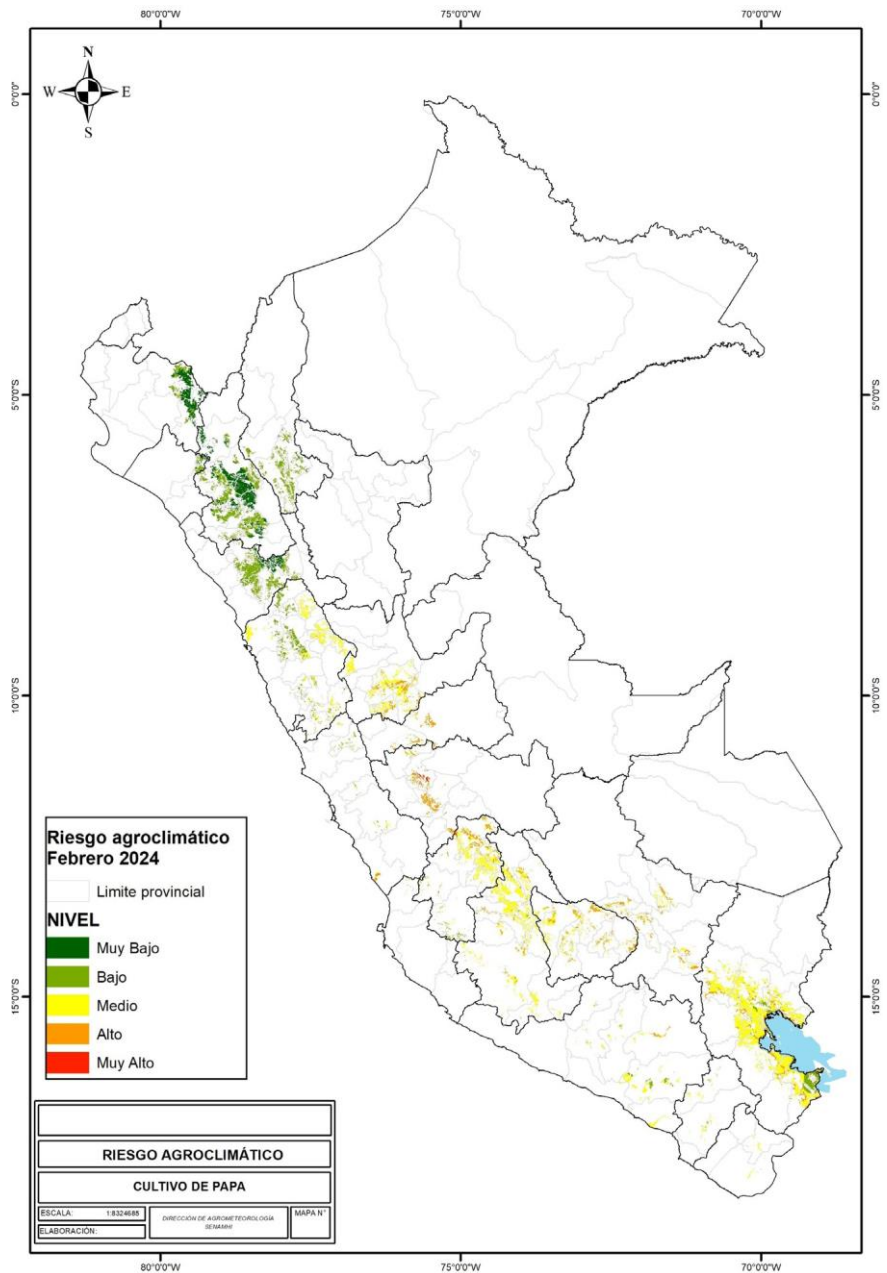 80°0'0"W 75°0'0"W 70°0'0"W
N
W E
S
0°0'0" 0°0'0"
5°0'0"S 5°0'0"S
10°0'0"S 10°0'0"S
15°0'0"S 15°0'0"S
Riesgo agroclimático
Febrero 2024
Limite provincial
NIVEL
Muy Bajo
Bajo
Medio
Alto
Muy Alto
RIESGO AGROCLIMÁTICO
CULTIVO DE PAPA
ESCALA: 1:8324685
DIRECCIÓN DE AGROMETEOROLOGÍA
SENAMHI
MAPA N°
ELABORACIÓN:
80°0'0"W 75°0'0"W 70°0'0"W